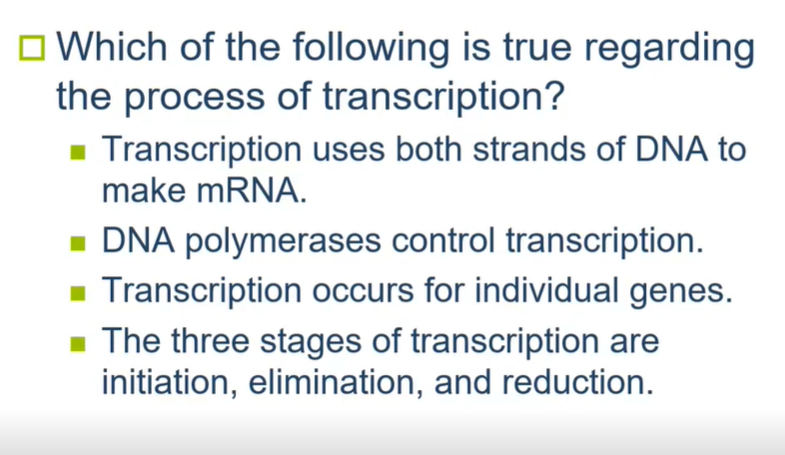 Which of the following is true regarding
the process of transcription?
Transcription uses both strands of DNA to
make mRNA.
DNA polymerases control transcription.
Transcription occurs for individual genes.
The three stages of transcription are
initiation, elimination, and reduction.